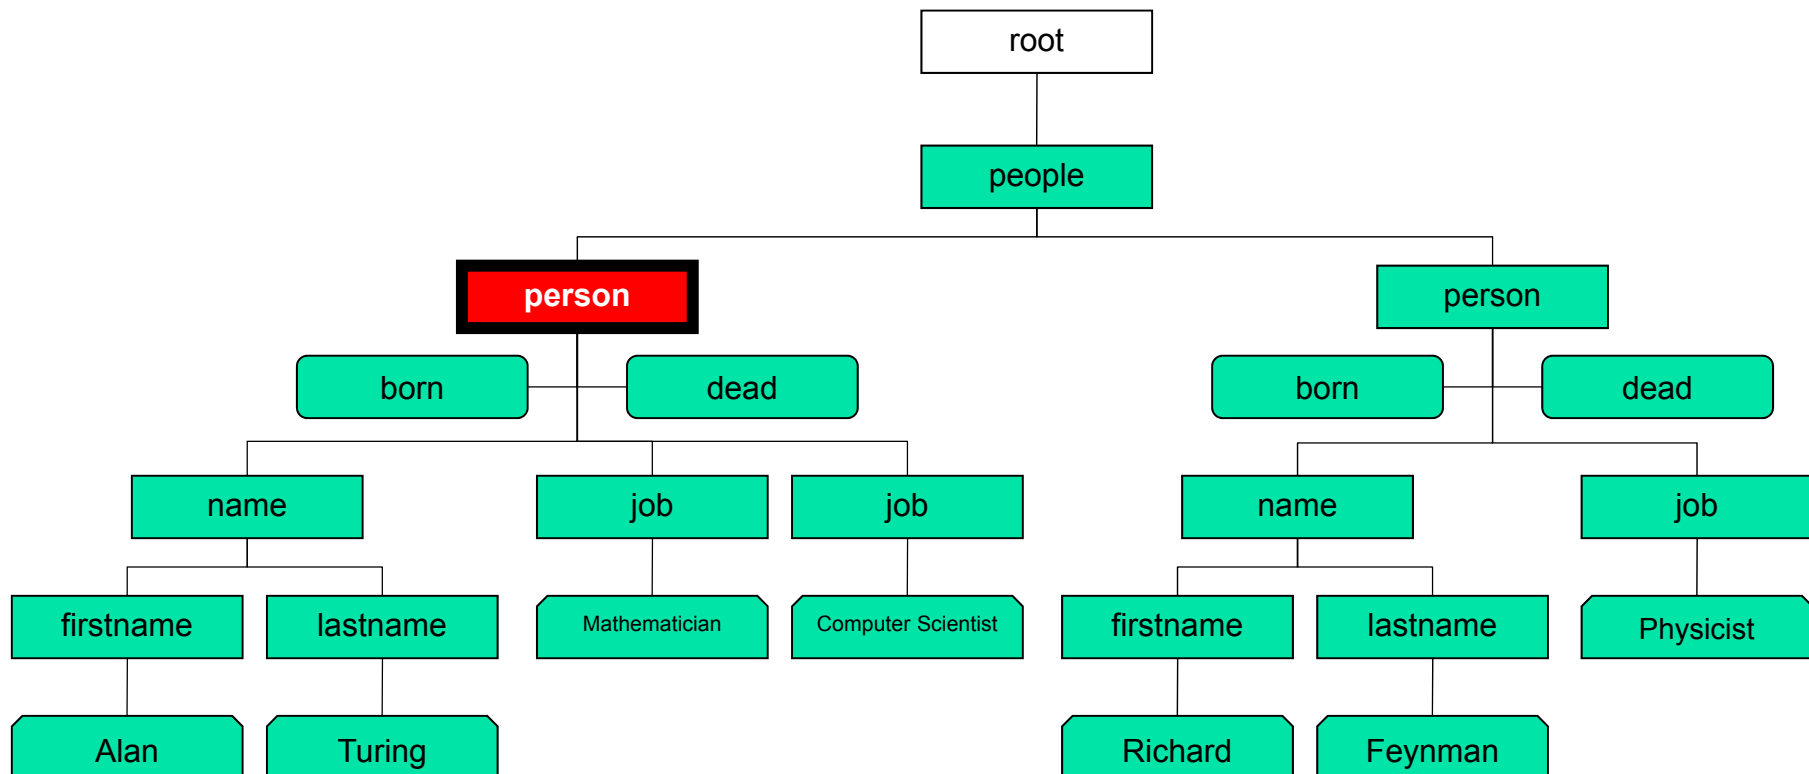 root
people
person
person
born
dead
born
dead
name
job
job
name
job
firstname
lastname
Mathematician
Computer Scientist
firstname
lastname
Physicist
Alan
Turing
Richard
Feynman